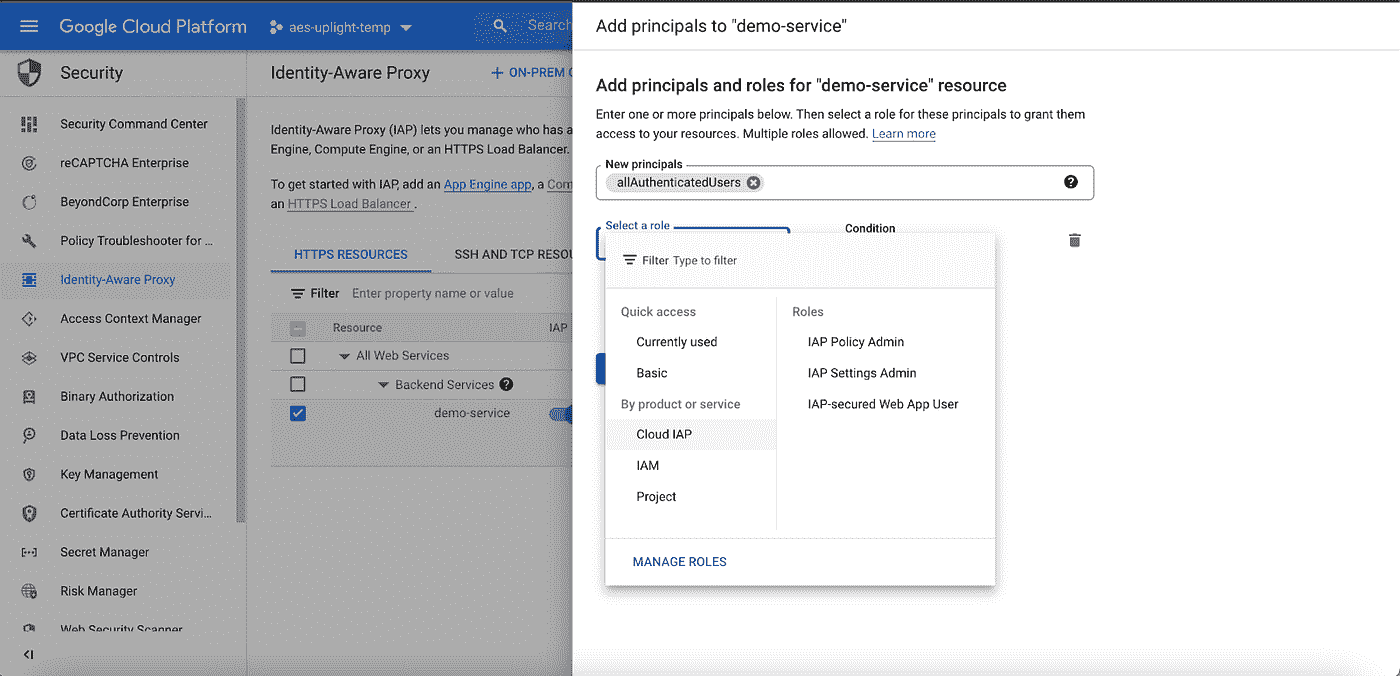 Google Cloud Platform
aes-uplight-temp
Search
Security
Security Command Center
reCAPTCHA Enterprise
BeyondCorp Enterprise
Policy Troubleshooter for ...
Identity-Aware Proxy
Access Context Manager
VPC Service Controls
Binary Authorization
Data Loss Prevention
Key Management
Certificate Authority Servi...
Secret Manager
Risk Manager
Web Security Scanner
Identity-Aware Proxy
+ ON-PREM
Identity-Aware Proxy (IAP) lets you manage who has a
Engine, Compute Engine, or an HTTPS Load Balancer.
To get started with IAP, add an App Engine app, a Com
an HTTPS Load Balancer .
HTTPS RESOURCES
SSH AND TCP RESOU
Filter Enter property name or value
Resource IAP
All Web Services
Backend Services
demo-service
Add principals to "demo-service"
Add principals and roles for "demo-service" resource
Enter one or more principals below. Then select a role for these principals to grant them
access to your resources. Multiple roles allowed. Learn more
New principals
allAuthenticatedUsers
Select a role
Condition
Filter Type to filter
Quick access
Currently used
Basic
By product or service
Cloud IAP
IAM
Project
Roles
IAP Policy Admin
IAP Settings Admin
IAP-secured Web App User
MANAGE ROLES